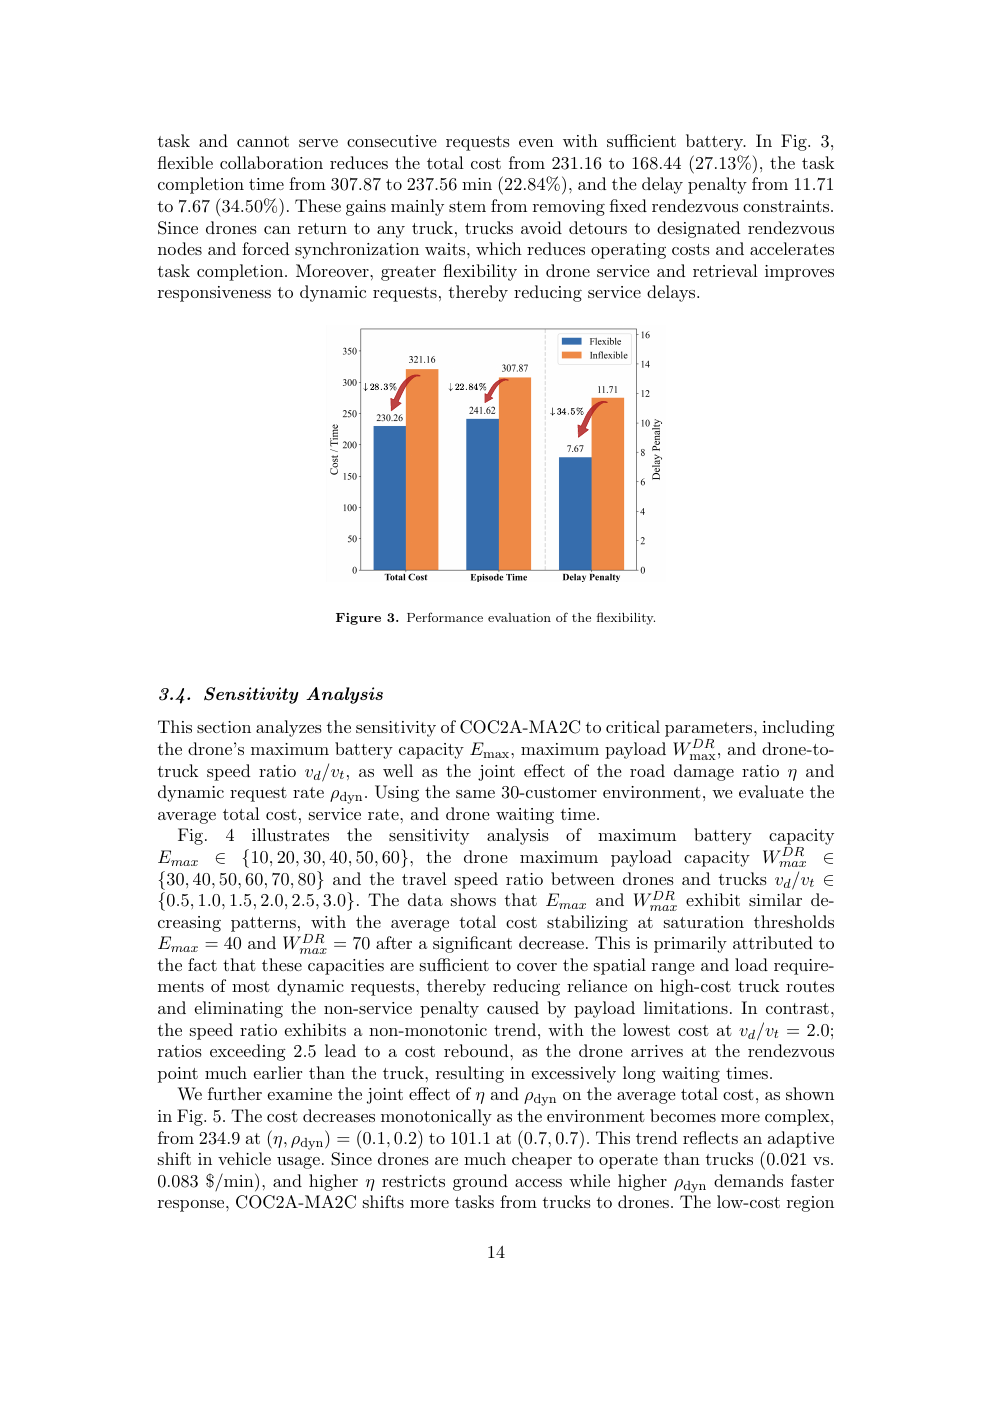 task and cannot serve consecutive requests even with sufficient battery. In Fig. 3,
flexible collaboration reduces the total cost from 231.16 to 168.44 (27.13%), the task
completion time from 307.87 to 237.56 min (22.84%), and the delay penalty from 11.71
to 7.67 (34.50%). These gains mainly stem from removing fixed rendezvous constraints.
Since drones can return to any truck, trucks avoid detours to designated rendezvous
nodes and forced synchronization waits, which reduces operating costs and accelerates
task completion. Moreover, greater flexibility in drone service and retrieval improves
responsiveness to dynamic requests, thereby reducing service delays.
Flexible
Inflexible
350
300
250
200
150
100
50
0
Cost / Time
16
14
12
10
8
6
4
2
0
Delay Penalty
321.16
↓28.3%
230.26
307.87
↓22.84%
241.62
11.71
↓34.5%
7.67
Total Cost
Episode Time
Delay Penalty
Figure 3. Performance evaluation of the flexibility.
3.4. Sensitivity Analysis
This section analyzes the sensitivity of COC2A-MA2C to critical parameters, including
the drone's maximum battery capacity E_max, maximum payload W^DR_max, and drone-to-
truck speed ratio v_d/v_t, as well as the joint effect of the road damage ratio η and
dynamic request rate ρ_dyn. Using the same 30-customer environment, we evaluate the
average total cost, service rate, and drone waiting time.
Fig. 4 illustrates the sensitivity analysis of maximum battery capacity
E_max ∈ {10, 20, 30, 40, 50, 60}, the drone maximum payload capacity W^DR_max ∈
{30, 40, 50, 60, 70, 80} and the travel speed ratio between drones and trucks v_d/v_t ∈
{0.5, 1.0, 1.5, 2.0, 2.5, 3.0}. The data shows that E_max and W^DR_max exhibit similar de-
creasing patterns, with the average total cost stabilizing at saturation thresholds
E_max = 40 and W^DR_max = 70 after a significant decrease. This is primarily attributed to
the fact that these capacities are sufficient to cover the spatial range and load require-
ments of most dynamic requests, thereby reducing reliance on high-cost truck routes
and eliminating the non-service penalty caused by payload limitations. In contrast,
the speed ratio exhibits a non-monotonic trend, with the lowest cost at v_d/v_t = 2.0;
ratios exceeding 2.5 lead to a cost rebound, as the drone arrives at the rendezvous
point much earlier than the truck, resulting in excessively long waiting times.
We further examine the joint effect of η and ρ_dyn on the average total cost, as shown
in Fig. 5. The cost decreases monotonically as the environment becomes more complex,
from 234.9 at (η, ρ_dyn) = (0.1, 0.2) to 101.1 at (0.7, 0.7). This trend reflects an adaptive
shift in vehicle usage. Since drones are much cheaper to operate than trucks (0.021 vs.
0.083 $/min), and higher η restricts ground access while higher ρ_dyn demands faster
response, COC2A-MA2C shifts more tasks from trucks to drones. The low-cost region
14